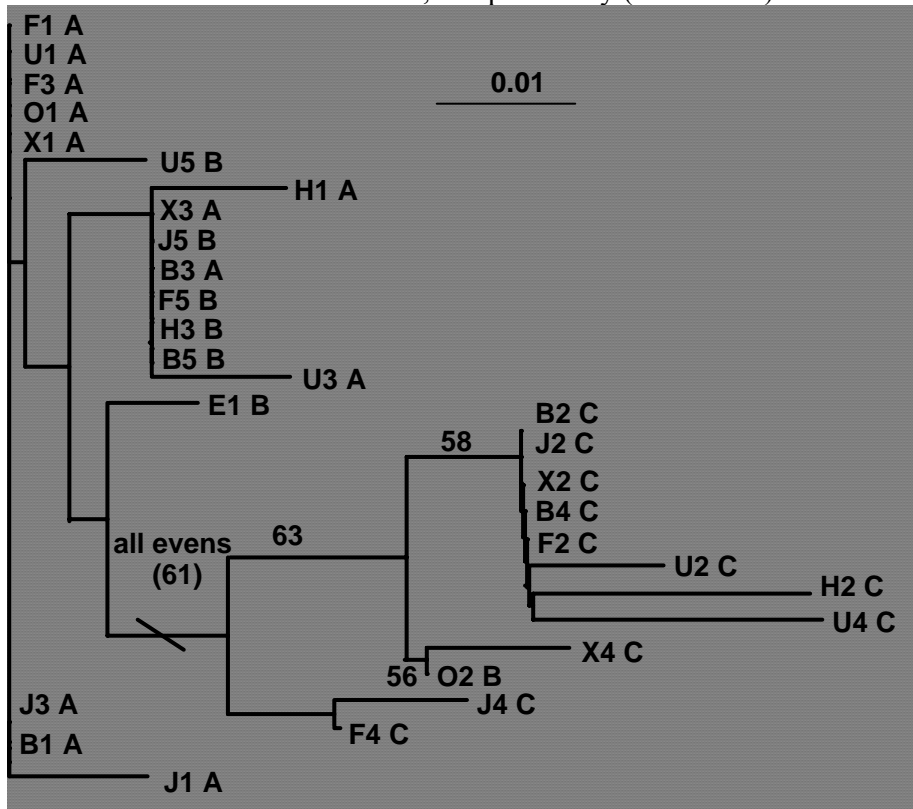 F1 A
U1 A
F3 A
O1 A
X1 A
0.01
U5 B
H1 A
X3 A
J5 B
B3 A
F5 B
H3 B
B5 B
U3 A
E1 B
B2 C
58
J2 C
X2 C
B4 C
F2 C
all evens
(61)
63
U2 C
H2 C
U4 C
X4 C
56
O2 B
J4 C
F4 C
J3 A
B1 A
J1 A